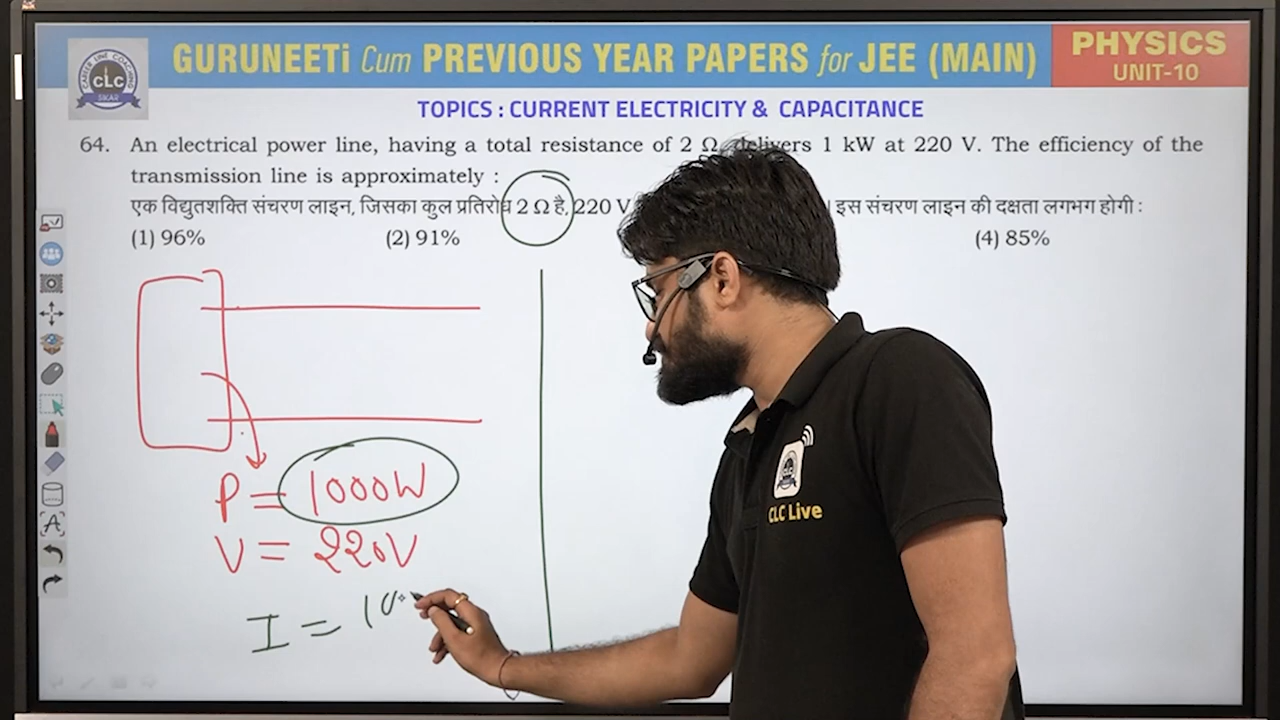 GURUNEETi Cum PREVIOUS YEAR PAPERS for JEE (MAIN)
PHYSICS
UNIT-10
CLC
SIKAR
TOPICS : CURRENT ELECTRICITY & CAPACITANCE
64. An electrical power line, having a total resistance of 2 Ω, delivers 1 kW at 220 V. The efficiency of the
transmission line is approximately :
एक विद्युतशक्ति संचरण लाइन, जिसका कुल प्रतिरोध 2 Ω है, 220 V इस संचरण लाइन की दक्षता लगभग होगी :
(1) 96% (2) 91% (4) 85%
P = 1000W
V = 220V
I = 10
CLC Live